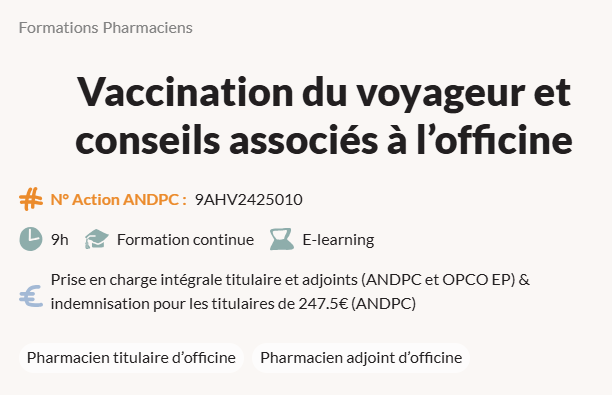 Formations Pharmaciens
Vaccination du voyageur et
conseils associés à l’officine
N° Action ANDPC : 9AHV2425010
9h Formation continue E-learning
Prise en charge intégrale titulaire et adjoints (ANDPC et OPCO EP) &
indemnisation pour les titulaires de 247.5€ (ANDPC)
Pharmacien titulaire d’officine Pharmacien adjoint d’officine